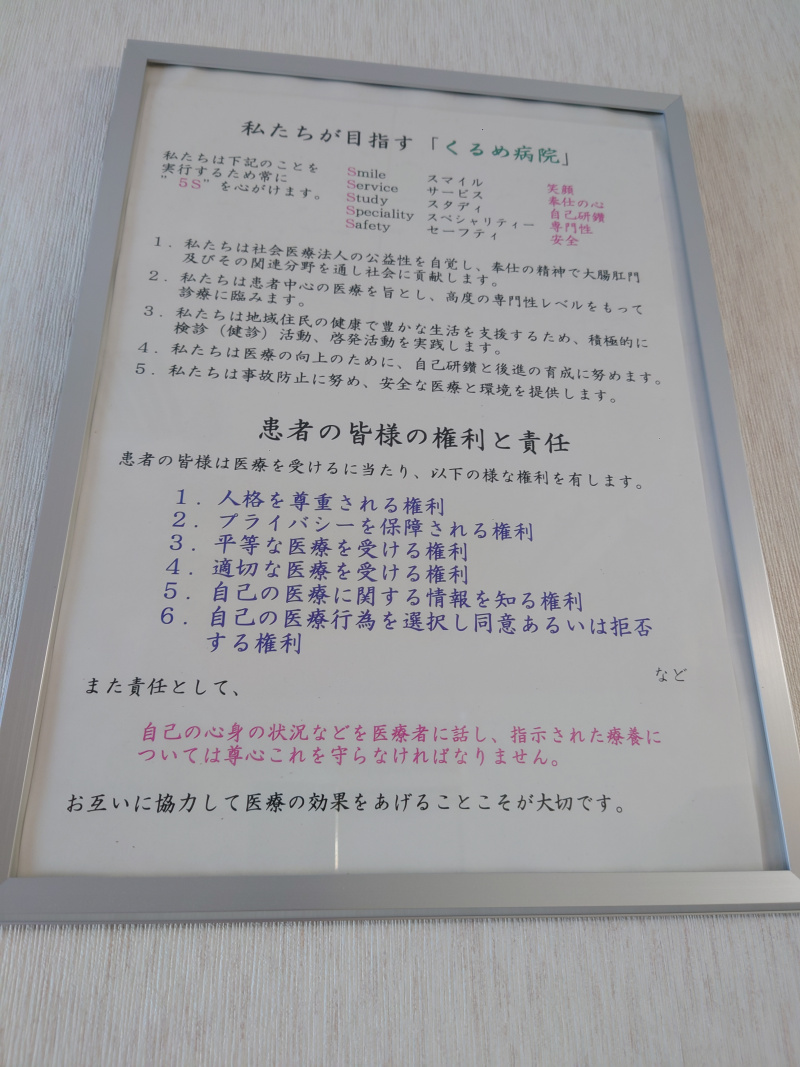 私たちが目指す「くるめ病院」
私たちは下記のことを
実行するため常に
"５S"を心がけます。
Smile スマイル 笑顔
Service サービス 奉仕の心
Study スタディ 自己研鑽
Speciality スペシャリティー 専門性
Safety セーフティ 安全
１．私たちは社会医療法人の公益性を自覚し、奉仕の精神で大腸肛門
及びその関連分野を通し社会に貢献します。
２．私たちは患者中心の医療を旨とし、高度の専門性レベルをもって
診療に臨みます。
３．私たちは地域住民の健康で豊かな生活を支援するため、積極的に
検診（健診）活動、啓発活動を実践します。
４．私たちは医療の向上のために、自己研鑽と後進の育成に努めます。
５．私たちは事故防止に努め、安全な医療と環境を提供します。
患者の皆様の権利と責任
患者の皆様は医療を受けるに当たり、以下の様な権利を有します。
１．人格を尊重される権利
２．プライバシーを保障される権利
３．平等な医療を受ける権利
４．適切な医療を受ける権利
５．自己の医療に関する情報を知る権利
６．自己の医療行為を選択し同意あるいは拒否
する権利
など
また責任として、
自己の心身の状況などを医療者に話し、指示された療養に
ついては尊心これを守らなければなりません。
お互いに協力して医療の効果をあげることこそが大切です。